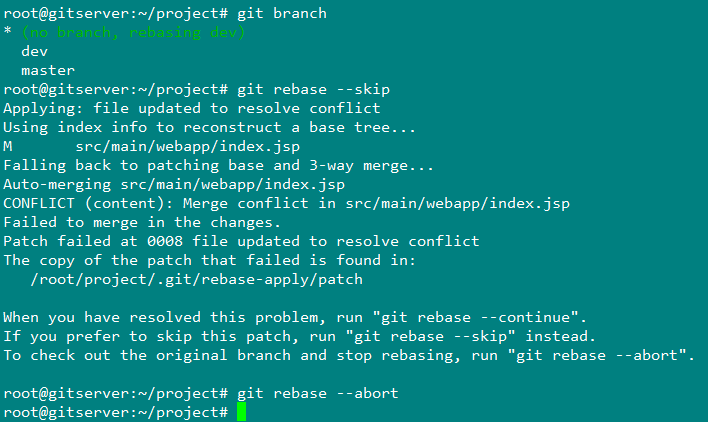 root@gitserver:~/project# git branch
* (no branch, rebasing dev)
  dev
  master
root@gitserver:~/project# git rebase --skip
Applying: file updated to resolve conflict
Using index info to reconstruct a base tree...
M       src/main/webapp/index.jsp
Falling back to patching base and 3-way merge...
Auto-merging src/main/webapp/index.jsp
CONFLICT (content): Merge conflict in src/main/webapp/index.jsp
Failed to merge in the changes.
Patch failed at 0008 file updated to resolve conflict
The copy of the patch that failed is found in:
   /root/project/.git/rebase-apply/patch

When you have resolved this problem, run "git rebase --continue".
If you prefer to skip this patch, run "git rebase --skip" instead.
To check out the original branch and stop rebasing, run "git rebase --abort".

root@gitserver:~/project# git rebase --abort
root@gitserver:~/project#